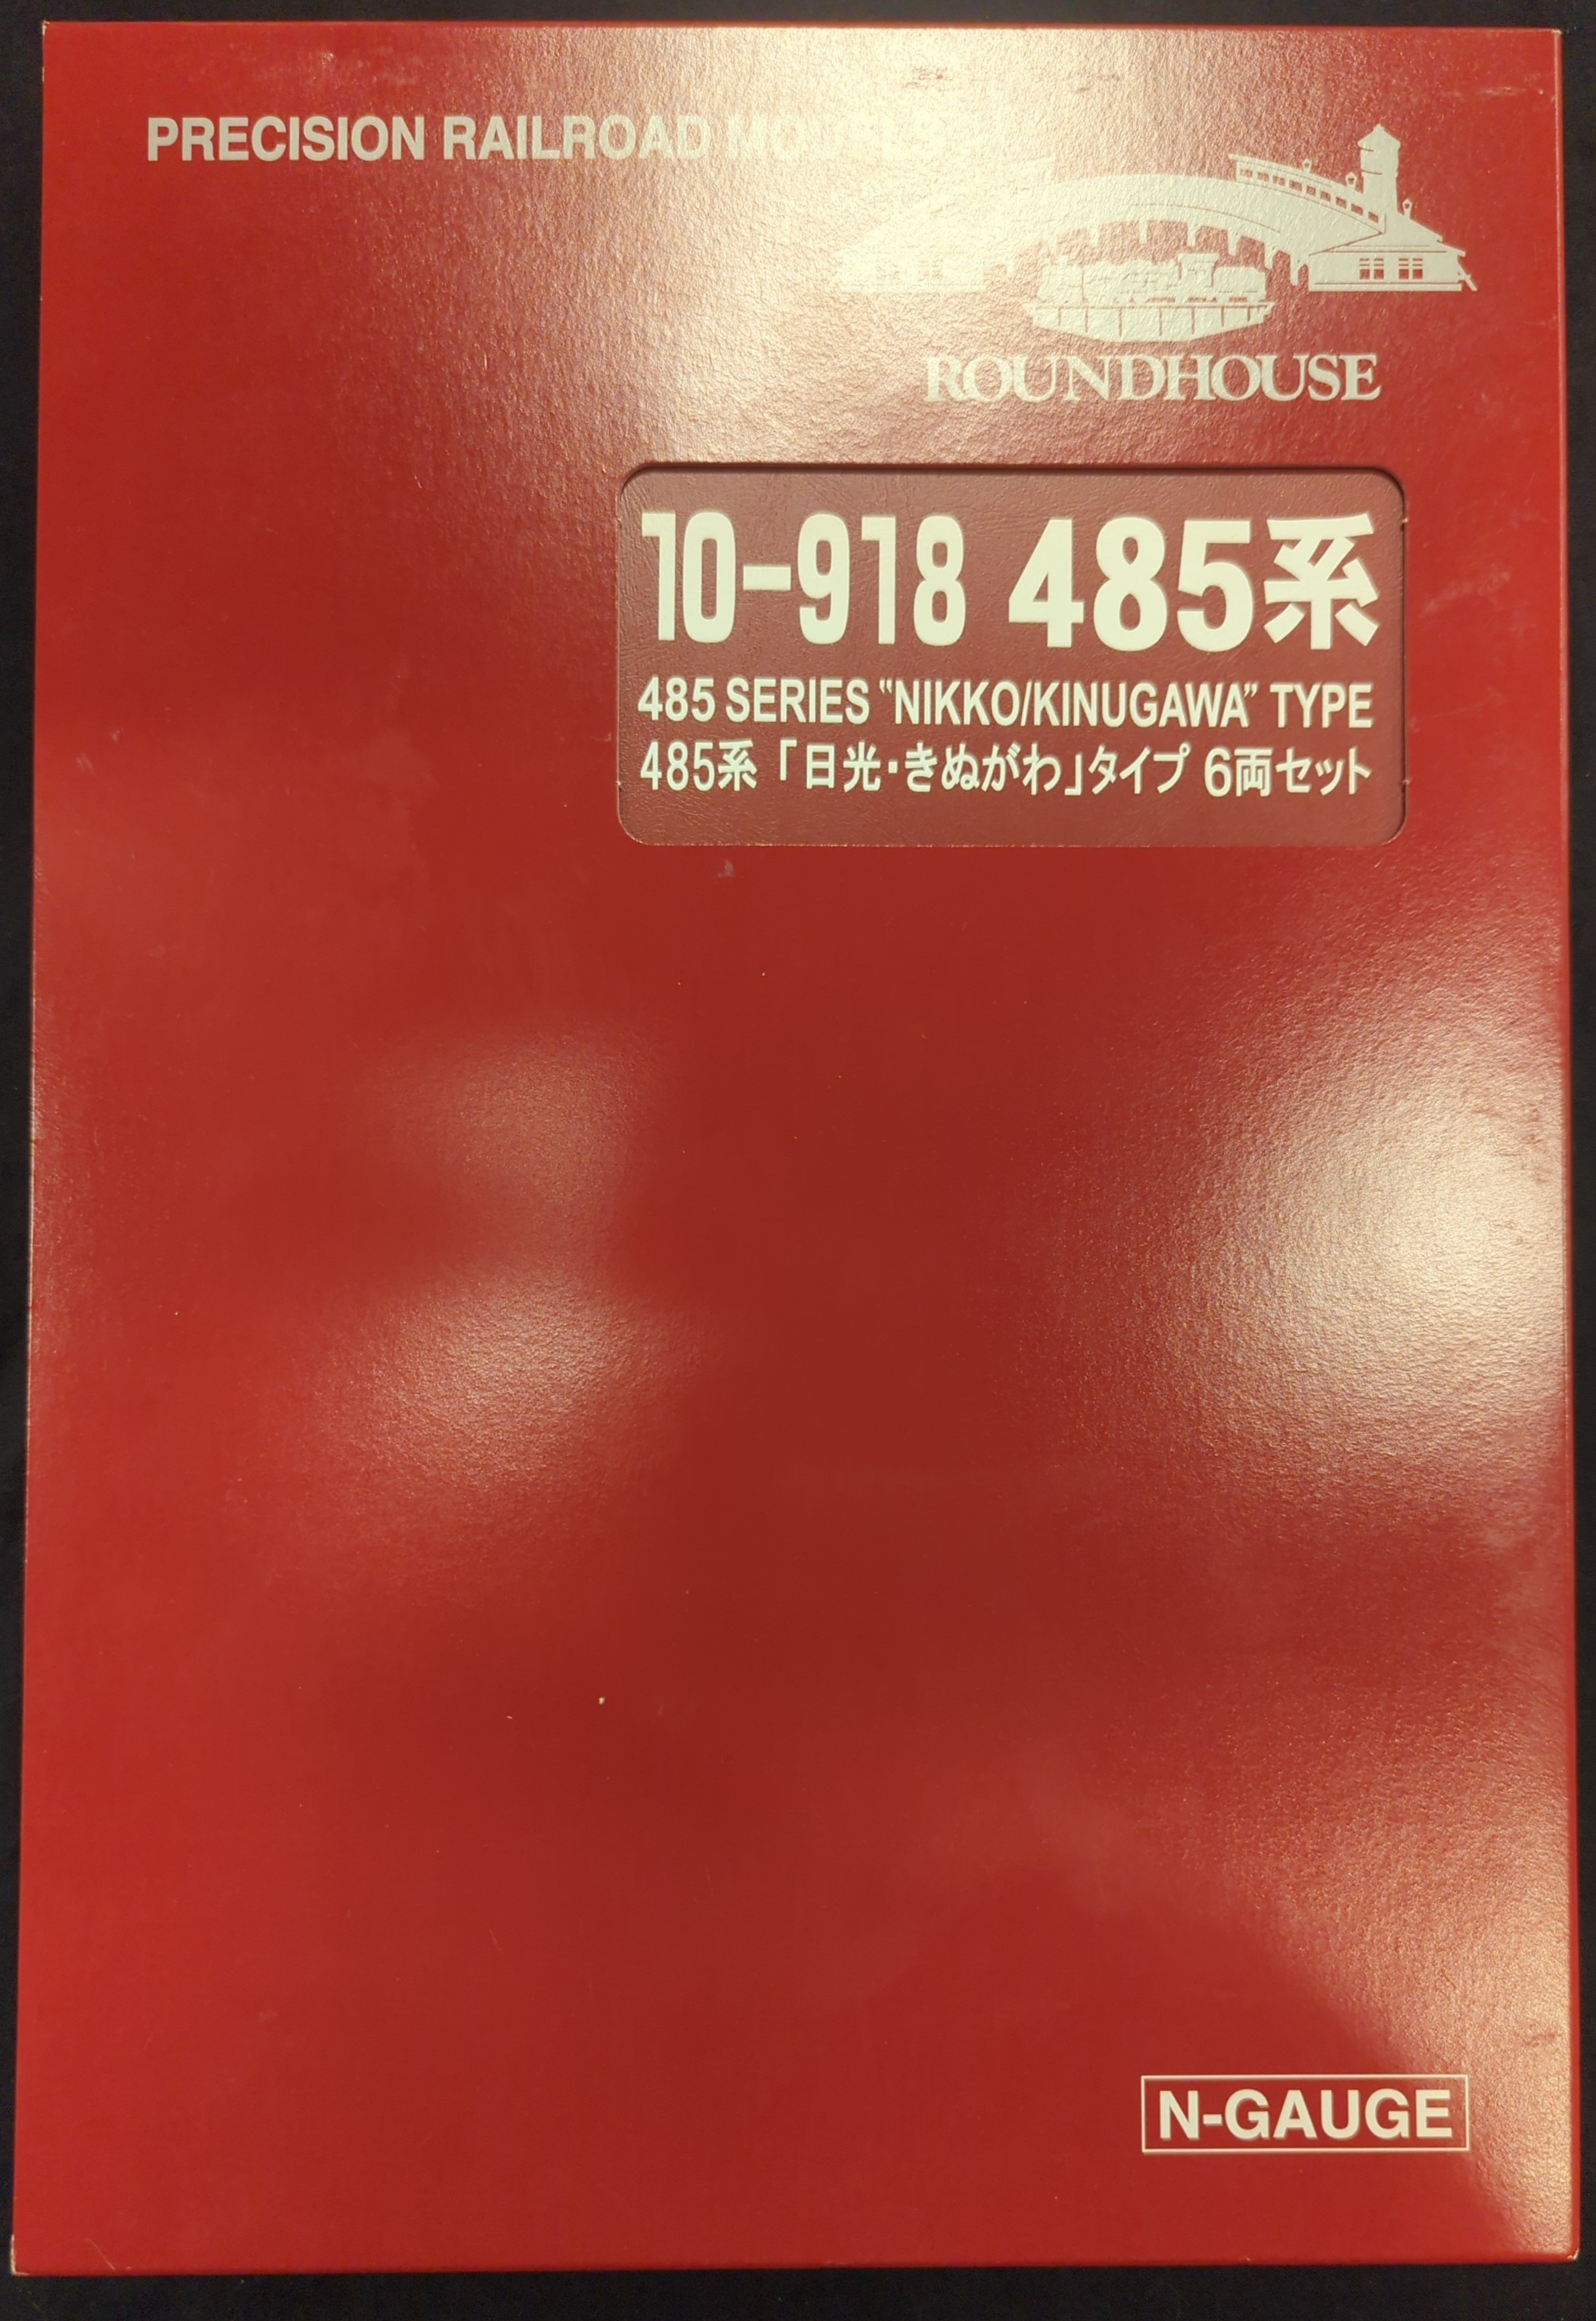 PRECISION RAILROAD MODELS
ROUNDHOUSE
10-918 485系
485 SERIES “NIKKO/KINUGAWA” TYPE
485系「日光・きぬがわ」タイプ 6両セット
N-GAUGE